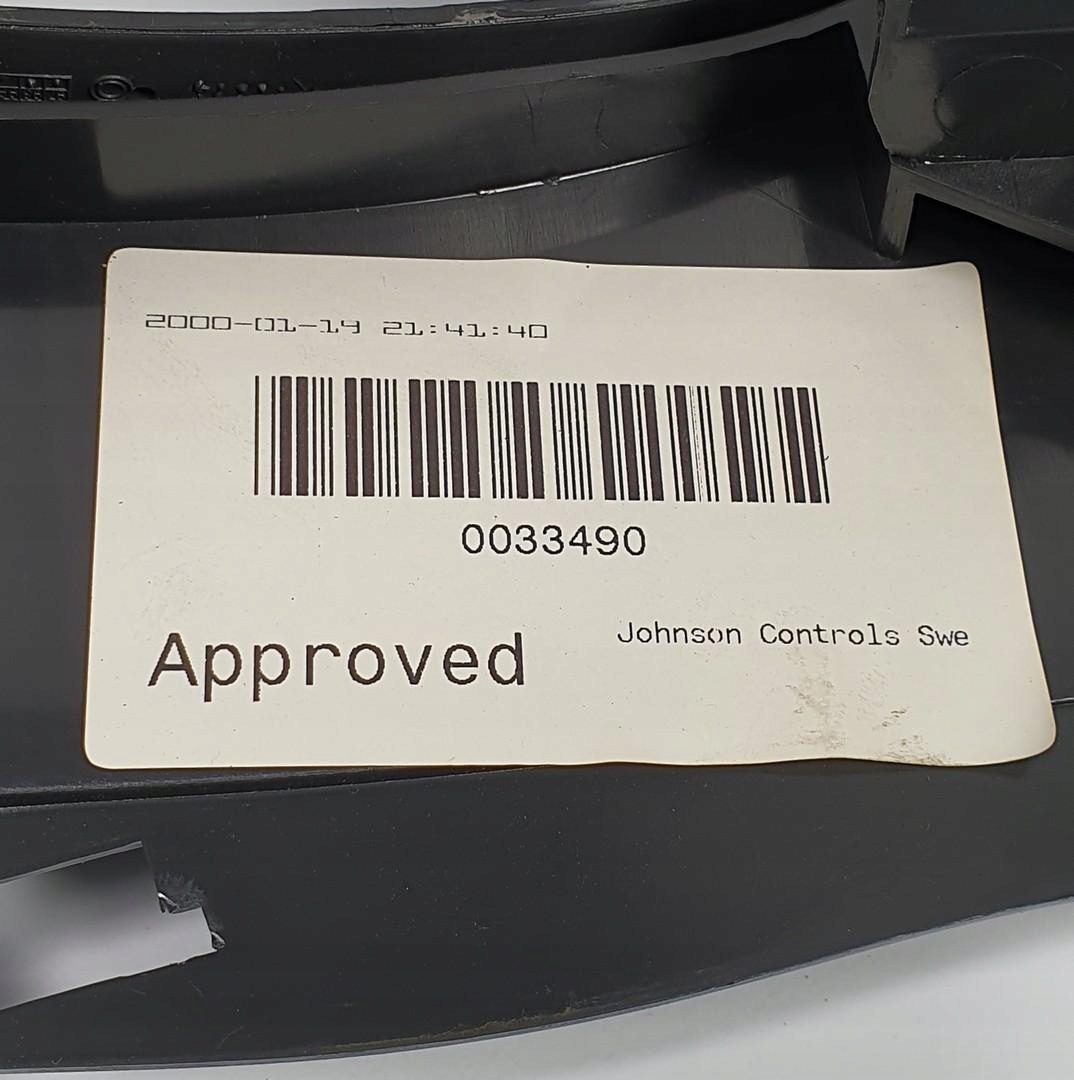 2000-01-19 21:41:40
0033490
Approved
Johnson Controls Swe